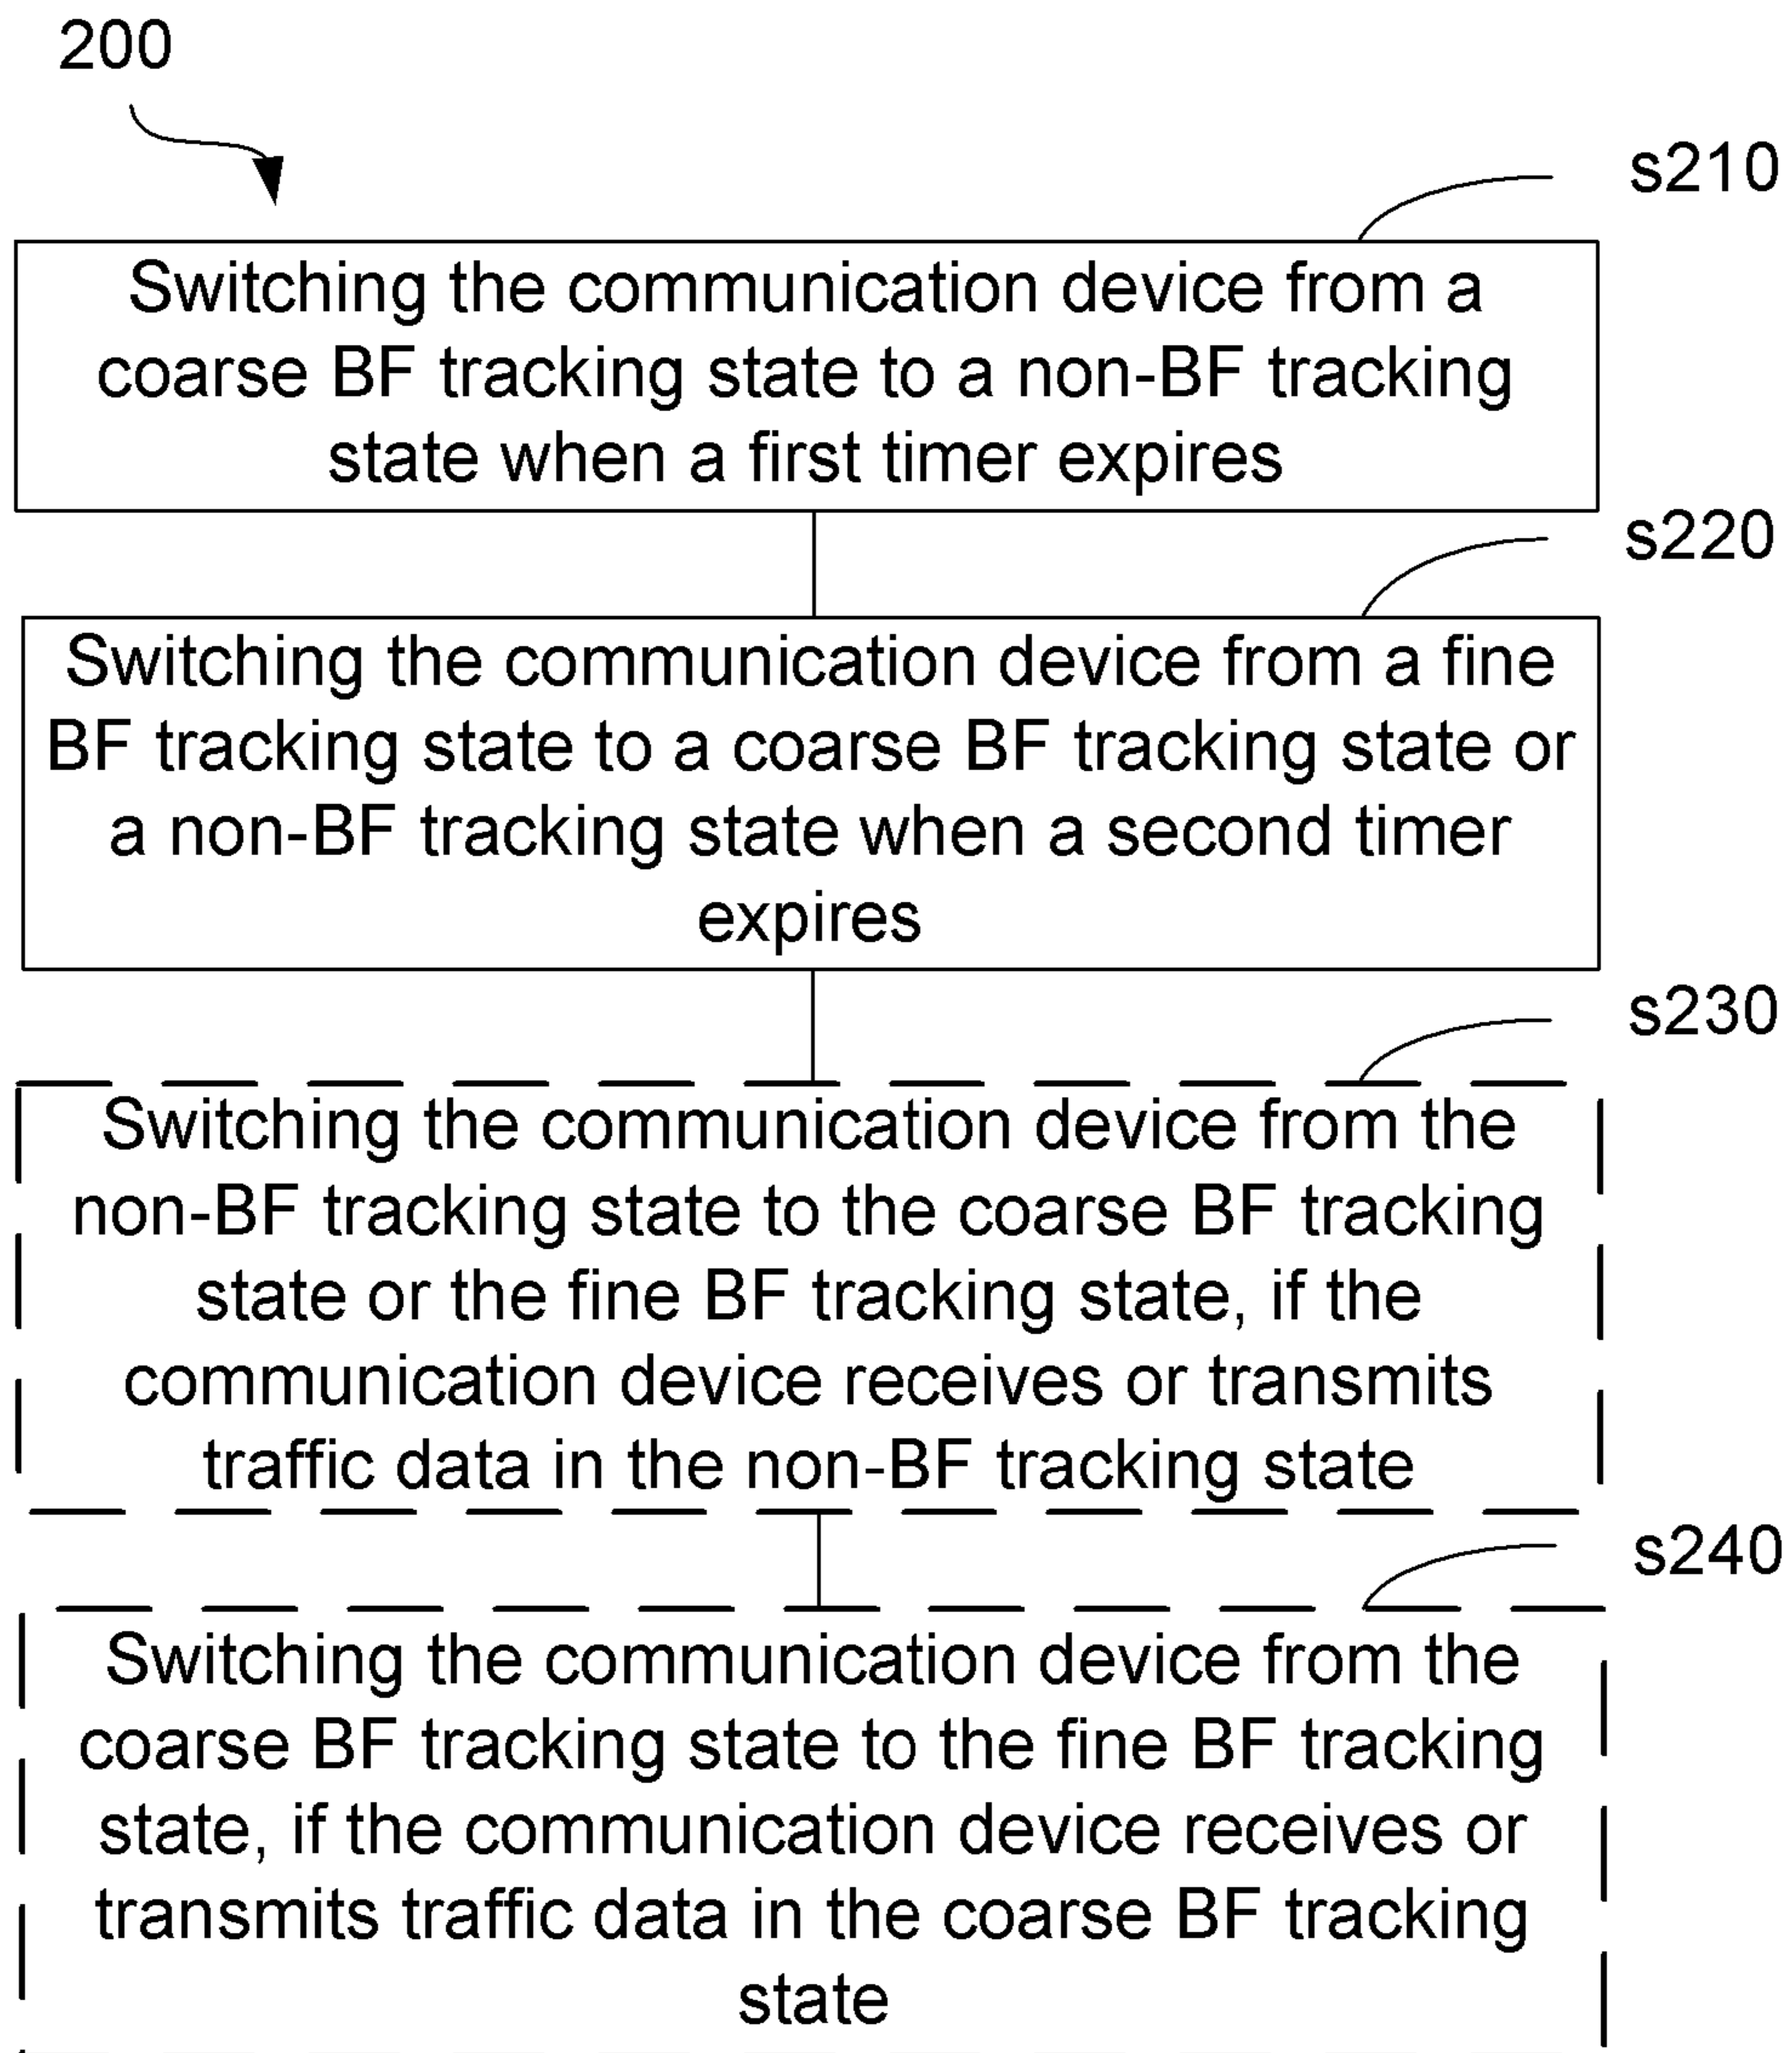 200
s210
Switching the communication device from a
coarse BF tracking state to a non-BF tracking
state when a first timer expires
s220
Switching the communication device from a fine
BF tracking state to a coarse BF tracking state or
a non-BF tracking state when a second timer
expires
s230
Switching the communication device from the
non-BF tracking state to the coarse BF tracking
state or the fine BF tracking state, if the
communication device receives or transmits
traffic data in the non-BF tracking state
s240
Switching the communication device from the
coarse BF tracking state to the fine BF tracking
state, if the communication device receives or
transmits traffic data in the coarse BF tracking
state